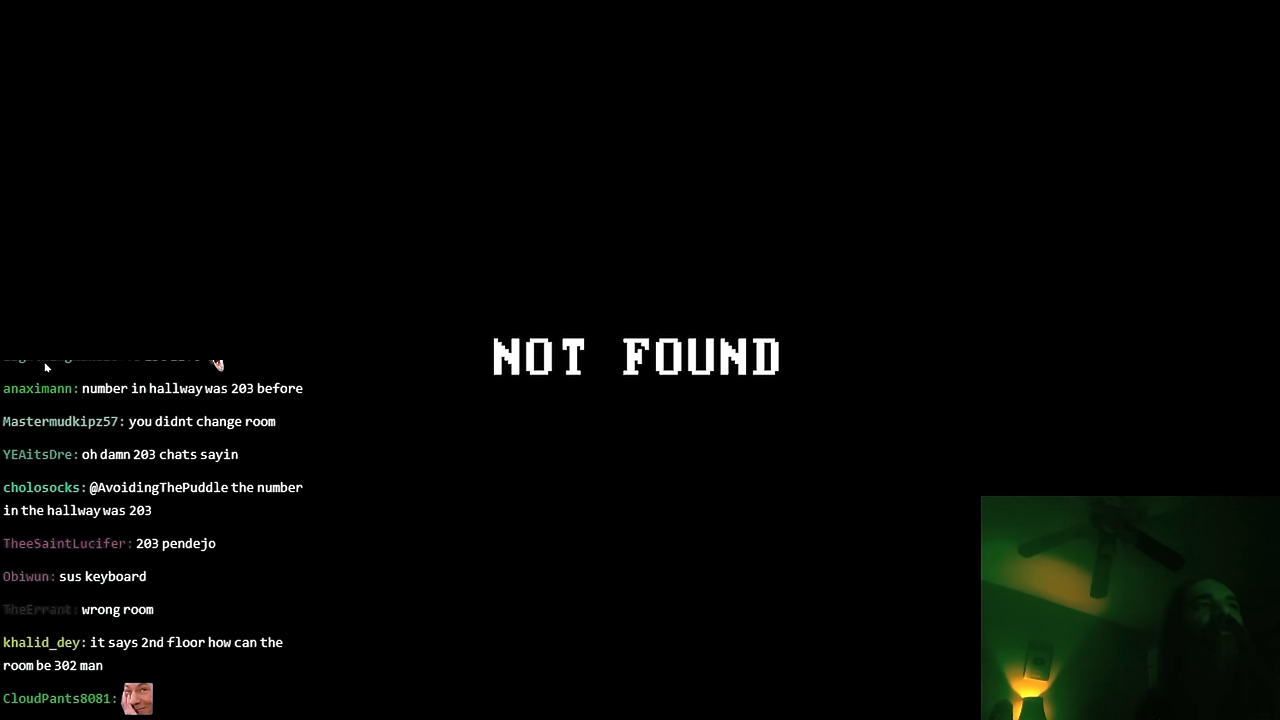 NOT FOUND
anaximann: number in hallway was 203 before
Mastermudkipz57: you didnt change room
YEAitsDre: oh damn 203 chats sayin
cholosocks: @AvoidingThePuddle the number
in the hallway was 203
TheeSaintLucifer: 203 pendejo
Obiwun: sus keyboard
TheErrant: wrong room
khalid_dey: it says 2nd floor how can the
room be 302 man
CloudPants8081: